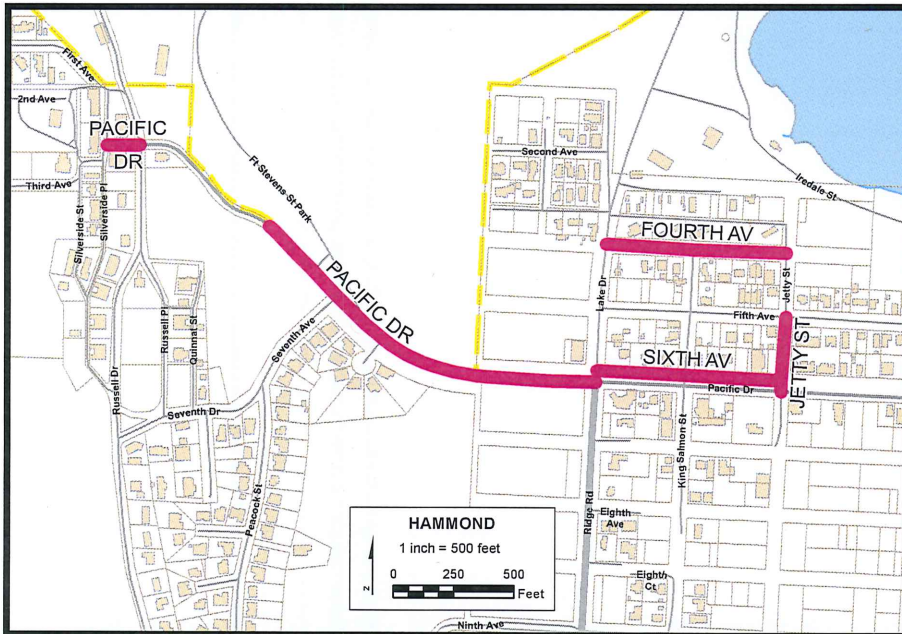 First Ave
2nd Ave
PACIFIC
DR
Third Ave
Silverside St
Silverside Pl
Ft Stevens St Park
Second Ave
Iredale St
FOURTH AV
PACIFIC DR
Lake Dr
Jetty St
Fifth Ave
Russell Pl
Quinnat St
Seventh Ave
SIXTH AV
JETTY ST
Pacific Dr
Russell Dr
Seventh Dr
King Salmon St
Peacock St
Ridge Rd
Eighth
Ave
Eighth
Ct
HAMMOND
1 inch = 500 feet
N
0 250 500
Feet
Ninth Ave